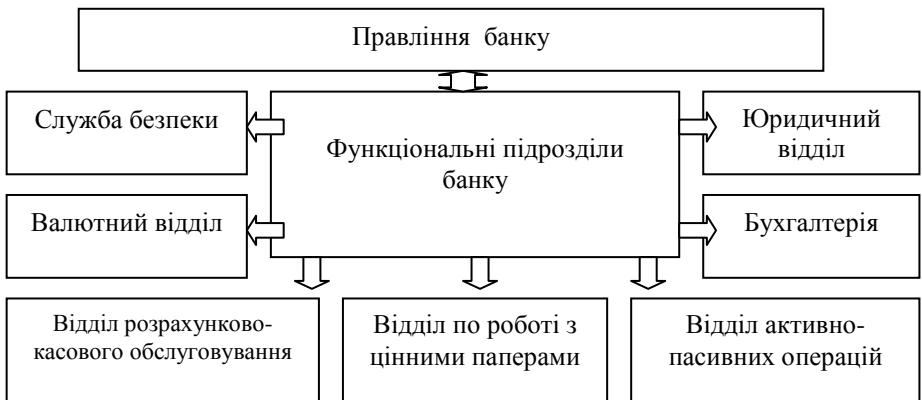 Правління банку
Служба безпеки
Функціональні підрозділи
банку
Юридичний
відділ
Валютний відділ
Бухгалтерія
Відділ розрахунково-
касового обслуговування
Відділ по роботі з
цінними паперами
Відділ активно-
пасивних операцій